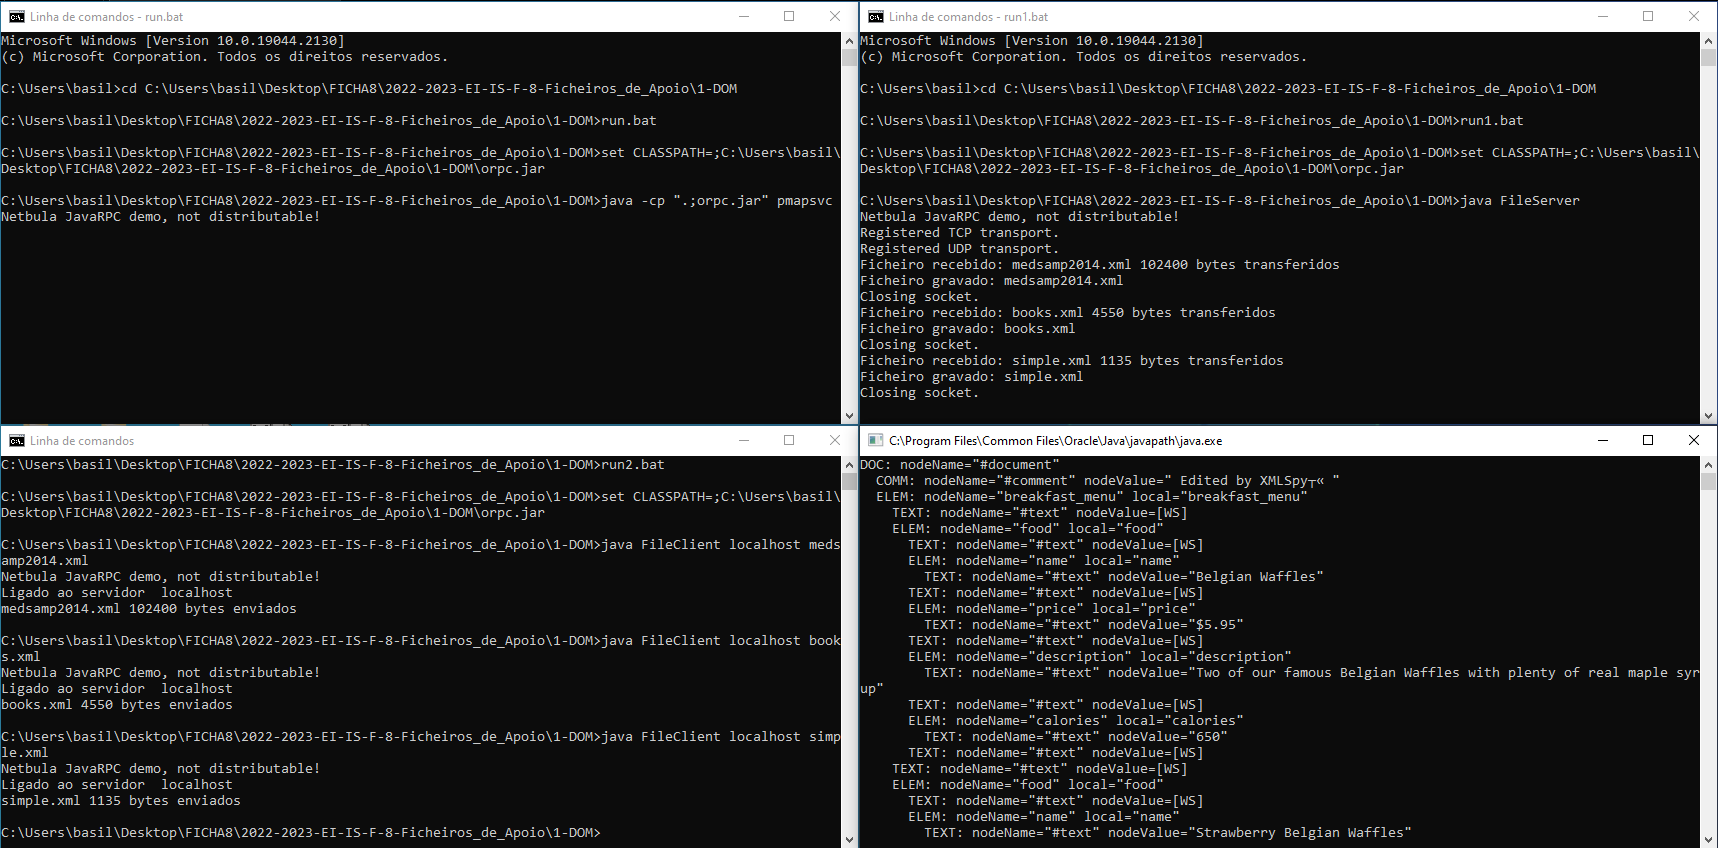 Linha de comandos - run.bat
Microsoft Windows [Version 10.0.19044.2130]
(c) Microsoft Corporation. Todos os direitos reservados.
C:\Users\basil>cd C:\Users\basil\Desktop\FICHA8\2022-2023-EI-IS-F-8-Ficheiros_de_Apoio\1-DOM
C:\Users\basil\Desktop\FICHA8\2022-2023-EI-IS-F-8-Ficheiros_de_Apoio\1-DOM>run.bat
C:\Users\basil\Desktop\FICHA8\2022-2023-EI-IS-F-8-Ficheiros_de_Apoio\1-DOM>set CLASSPATH=;C:\Users\basil\
Desktop\FICHA8\2022-2023-EI-IS-F-8-Ficheiros_de_Apoio\1-DOM\orpc.jar
C:\Users\basil\Desktop\FICHA8\2022-2023-EI-IS-F-8-Ficheiros_de_Apoio\1-DOM>java -cp ".;orpc.jar" pmapsvc
Netbula JavaRPC demo, not distributable!
Linha de comandos - run1.bat
Microsoft Windows [Version 10.0.19044.2130]
(c) Microsoft Corporation. Todos os direitos reservados.
C:\Users\basil>cd C:\Users\basil\Desktop\FICHA8\2022-2023-EI-IS-F-8-Ficheiros_de_Apoio\1-DOM
C:\Users\basil\Desktop\FICHA8\2022-2023-EI-IS-F-8-Ficheiros_de_Apoio\1-DOM>run1.bat
C:\Users\basil\Desktop\FICHA8\2022-2023-EI-IS-F-8-Ficheiros_de_Apoio\1-DOM>set CLASSPATH=;C:\Users\basil\
Desktop\FICHA8\2022-2023-EI-IS-F-8-Ficheiros_de_Apoio\1-DOM\orpc.jar
C:\Users\basil\Desktop\FICHA8\2022-2023-EI-IS-F-8-Ficheiros_de_Apoio\1-DOM>java FileServer
Netbula JavaRPC demo, not distributable!
Registered TCP transport.
Registered UDP transport.
Ficheiro recebido: medsamp2014.xml 102400 bytes transferidos
Ficheiro gravado: medsamp2014.xml
Closing socket.
Ficheiro recebido: books.xml 4550 bytes transferidos
Ficheiro gravado: books.xml
Closing socket.
Ficheiro recebido: simple.xml 1135 bytes transferidos
Ficheiro gravado: simple.xml
Closing socket.
Linha de comandos
C:\Users\basil\Desktop\FICHA8\2022-2023-EI-IS-F-8-Ficheiros_de_Apoio\1-DOM>run2.bat
C:\Users\basil\Desktop\FICHA8\2022-2023-EI-IS-F-8-Ficheiros_de_Apoio\1-DOM>set CLASSPATH=;C:\Users\basil\
Desktop\FICHA8\2022-2023-EI-IS-F-8-Ficheiros_de_Apoio\1-DOM\orpc.jar
C:\Users\basil\Desktop\FICHA8\2022-2023-EI-IS-F-8-Ficheiros_de_Apoio\1-DOM>java FileClient localhost meds
amp2014.xml
Netbula JavaRPC demo, not distributable!
Ligado ao servidor  localhost
medsamp2014.xml 102400 bytes enviados
C:\Users\basil\Desktop\FICHA8\2022-2023-EI-IS-F-8-Ficheiros_de_Apoio\1-DOM>java FileClient localhost book
s.xml
Netbula JavaRPC demo, not distributable!
Ligado ao servidor  localhost
books.xml 4550 bytes enviados
C:\Users\basil\Desktop\FICHA8\2022-2023-EI-IS-F-8-Ficheiros_de_Apoio\1-DOM>java FileClient localhost simp
le.xml
Netbula JavaRPC demo, not distributable!
Ligado ao servidor  localhost
simple.xml 1135 bytes enviados
C:\Users\basil\Desktop\FICHA8\2022-2023-EI-IS-F-8-Ficheiros_de_Apoio\1-DOM>
C:\Program Files\Common Files\Oracle\Java\javapath\java.exe
DOC: nodeName="#document"
COMM: nodeName="#comment" nodeValue=" Edited by XMLSpy┬« "
ELEM: nodeName="breakfast_menu" local="breakfast_menu"
TEXT: nodeName="#text" nodeValue=[WS]
ELEM: nodeName="food" local="food"
TEXT: nodeName="#text" nodeValue=[WS]
ELEM: nodeName="name" local="name"
TEXT: nodeName="#text" nodeValue="Belgian Waffles"
TEXT: nodeName="#text" nodeValue=[WS]
ELEM: nodeName="price" local="price"
TEXT: nodeName="#text" nodeValue="$5.95"
TEXT: nodeName="#text" nodeValue=[WS]
ELEM: nodeName="description" local="description"
TEXT: nodeName="#text" nodeValue="Two of our famous Belgian Waffles with plenty of real maple syr
up"
TEXT: nodeName="#text" nodeValue=[WS]
ELEM: nodeName="calories" local="calories"
TEXT: nodeName="#text" nodeValue="650"
TEXT: nodeName="#text" nodeValue=[WS]
TEXT: nodeName="#text" nodeValue=[WS]
ELEM: nodeName="food" local="food"
TEXT: nodeName="#text" nodeValue=[WS]
ELEM: nodeName="name" local="name"
TEXT: nodeName="#text" nodeValue="Strawberry Belgian Waffles"